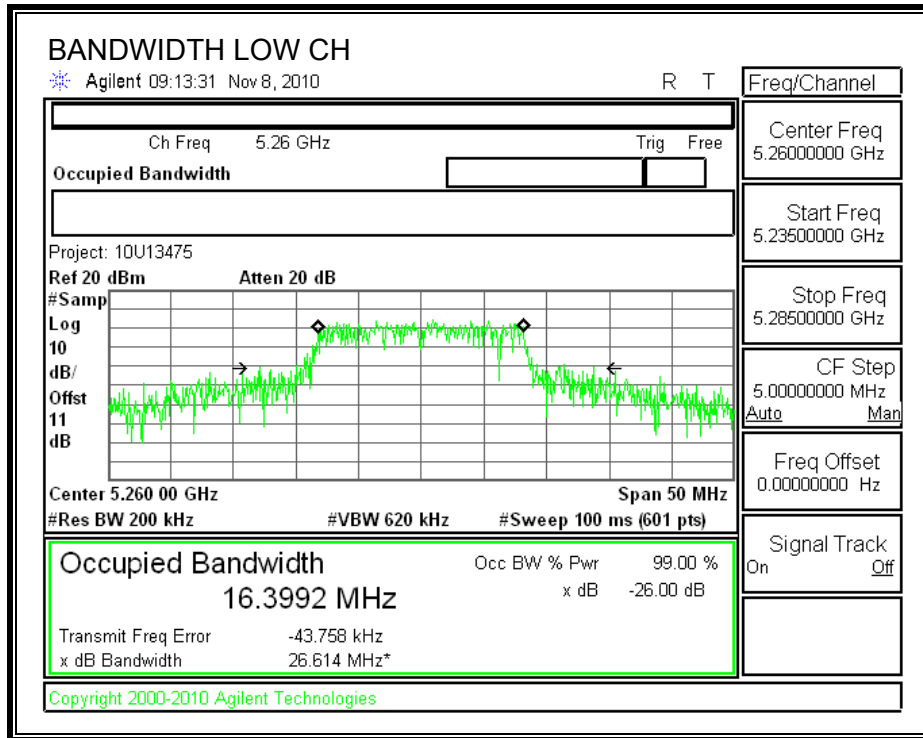 BANDWIDTH LOW CH
Agilent 09:13:31 Nov 8, 2010 R T
Freq/Channel
Ch Freq 5.26 GHz Trig Free
Occupied Bandwidth
Center Freq
5.26000000 GHz
Start Freq
5.23500000 GHz
Stop Freq
5.28500000 GHz
CF Step
5.00000000 MHz
Auto Man
Freq Offset
0.00000000 Hz
Signal Track
On Off
Project: 10U13475
Ref 20 dBm Atten 20 dB
#Samp
Log
10
dB/
Offst
11
dB
Center 5.260 00 GHz Span 50 MHz
#Res BW 200 kHz #VBW 620 kHz #Sweep 100 ms (601 pts)
Occupied Bandwidth Occ BW % Pwr 99.00 %
16.3992 MHz x dB -26.00 dB
Transmit Freq Error -43.758 kHz
x dB Bandwidth 26.614 MHz*
Copyright 2000-2010 Agilent Technologies